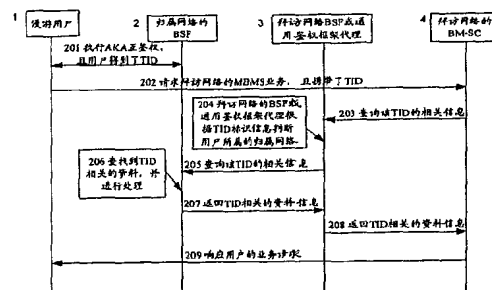 1 漫游用户
2 归属网络的
BSF
3 拜访网络BSF或通
用鉴权框架代理
4 拜访网络的
BM-SC
201 执行AKA互鉴权,
且用户得到了TID
202 请求拜访网络的MBMS业务,且携带了TID
203 查询该TID的相关信息
204 拜访网络的BSF或
通用鉴权框架代理根
据TID标识信息判断
用户所属的归属网络.
205 查询该TID的相关信息
206 查找到TID
相关的资料,并
进行处理
207 返回TID相关的资料信息
208 返回TID相关的资料信息
209 响应用户的业务请求